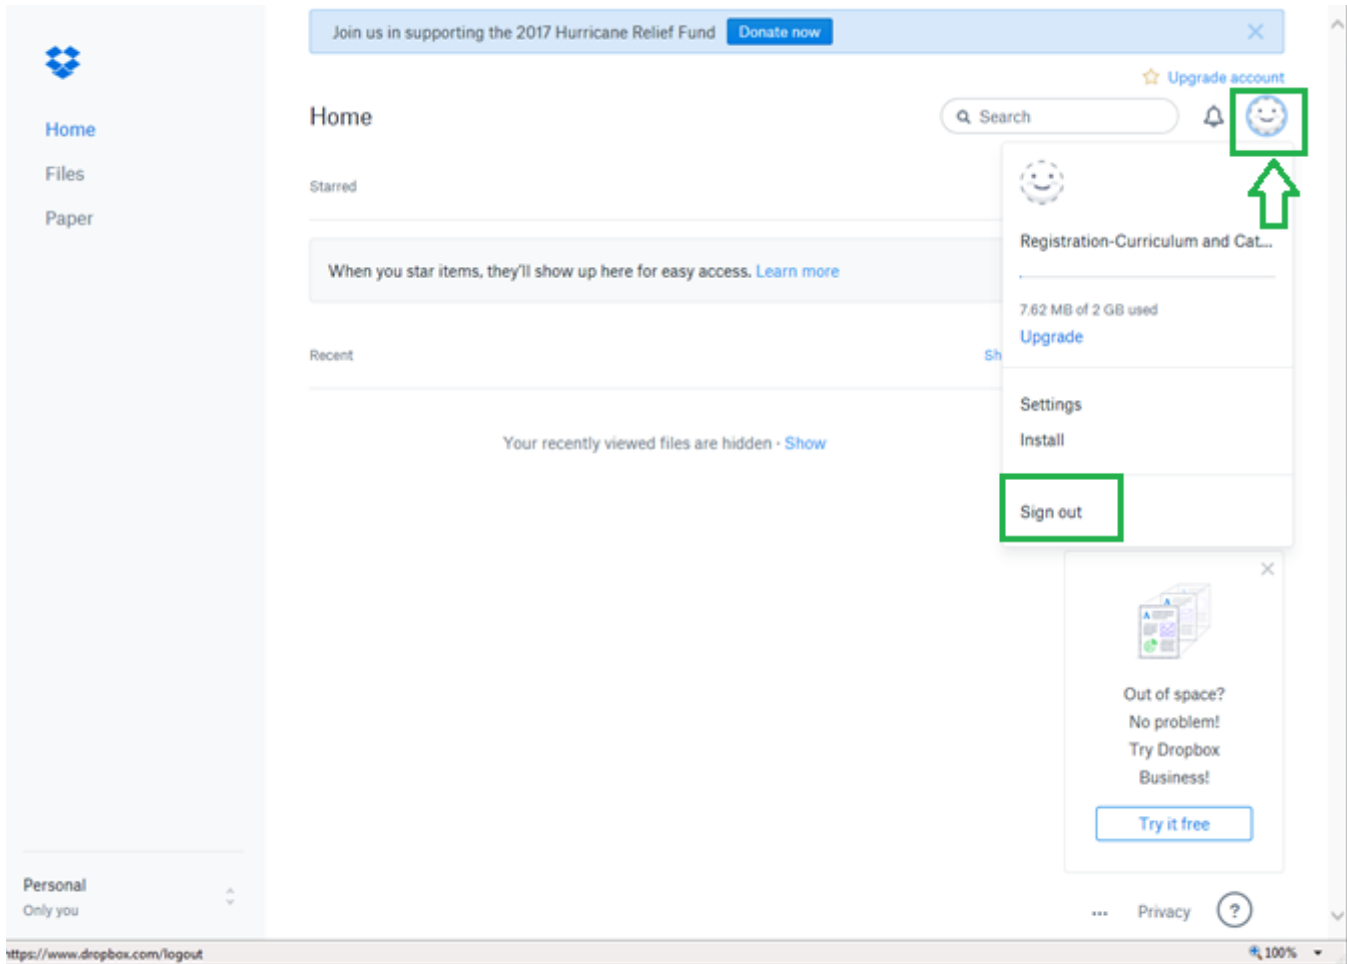 Join us in supporting the 2017 Hurricane Relief Fund Donate now
Upgrade account
Home
Files
Paper
Home
Search
Starred
When you star items, they'll show up here for easy access. Learn more
Recent
Sh
Your recently viewed files are hidden · Show
Registration-Curriculum and Cat...
7.62 MB of 2 GB used
Upgrade
Settings
Install
Sign out
Out of space?
No problem!
Try Dropbox
Business!
Try it free
Personal
Only you
... Privacy ?
https://www.dropbox.com/logout
100%